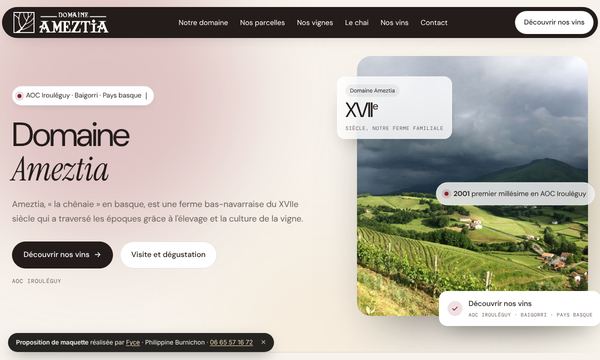 DOMAINE
AMEZTIA
Notre domaine
Nos parcelles
Nos vignes
Le chai
Nos vins
Contact
Découvrir nos vins
AOC Irouléguy · Baigorri · Pays basque
Domaine
Ameztia
Ameztia, « la chênaie » en basque, est une ferme bas-navarraise du XVIIe
siècle qui a traversé les époques grâce à l'élevage et la culture de la vigne.
Découvrir nos vins →
Visite et dégustation
AOC IROULÉGUY
Domaine Ameztia
XVIIe
SIÈCLE, NOTRE FERME FAMILIALE
2001 premier millésime en AOC Irouléguy
Découvrir nos vins
AOC IROULÉGUY · BAIGORRI · PAYS BASQUE
Proposition de maquette réalisée par Fyce · Philippine Burnichon · 06 65 57 16 72 ×